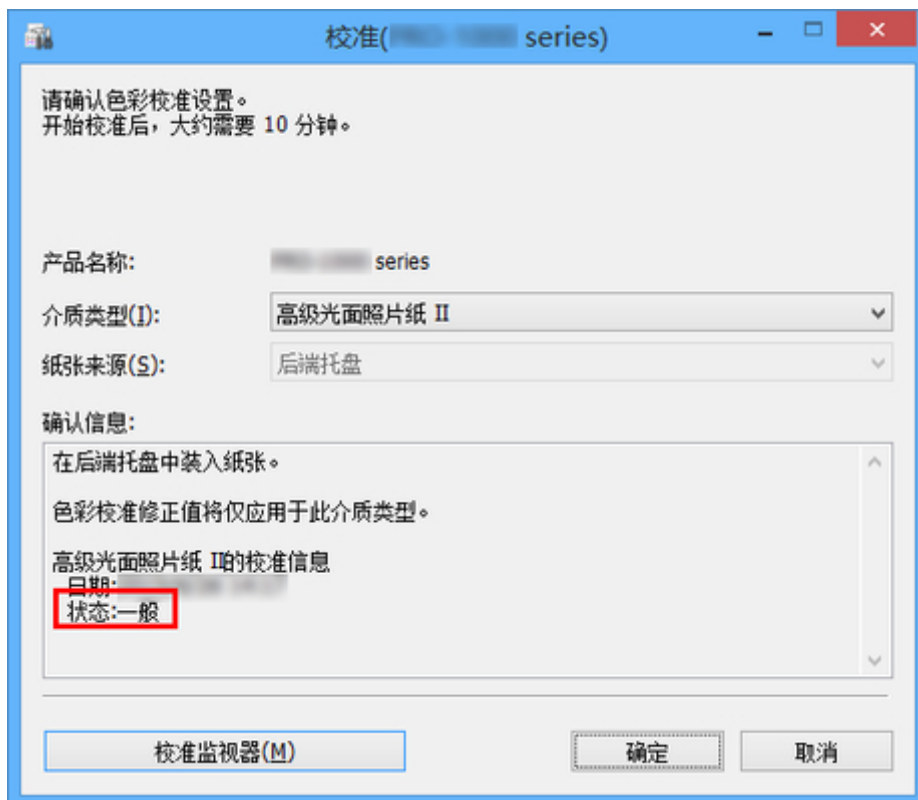 校准( series)
请确认色彩校准设置。
开始校准后，大约需要 10 分钟。
产品名称: series
介质类型(I): 高级光面照片纸 II
纸张来源(S): 后端托盘
确认信息:
在后端托盘中装入纸张。
色彩校准修正值将仅应用于此介质类型。
高级光面照片纸 II的校准信息
日期:
状态:一般
校准监视器(M) 确定 取消